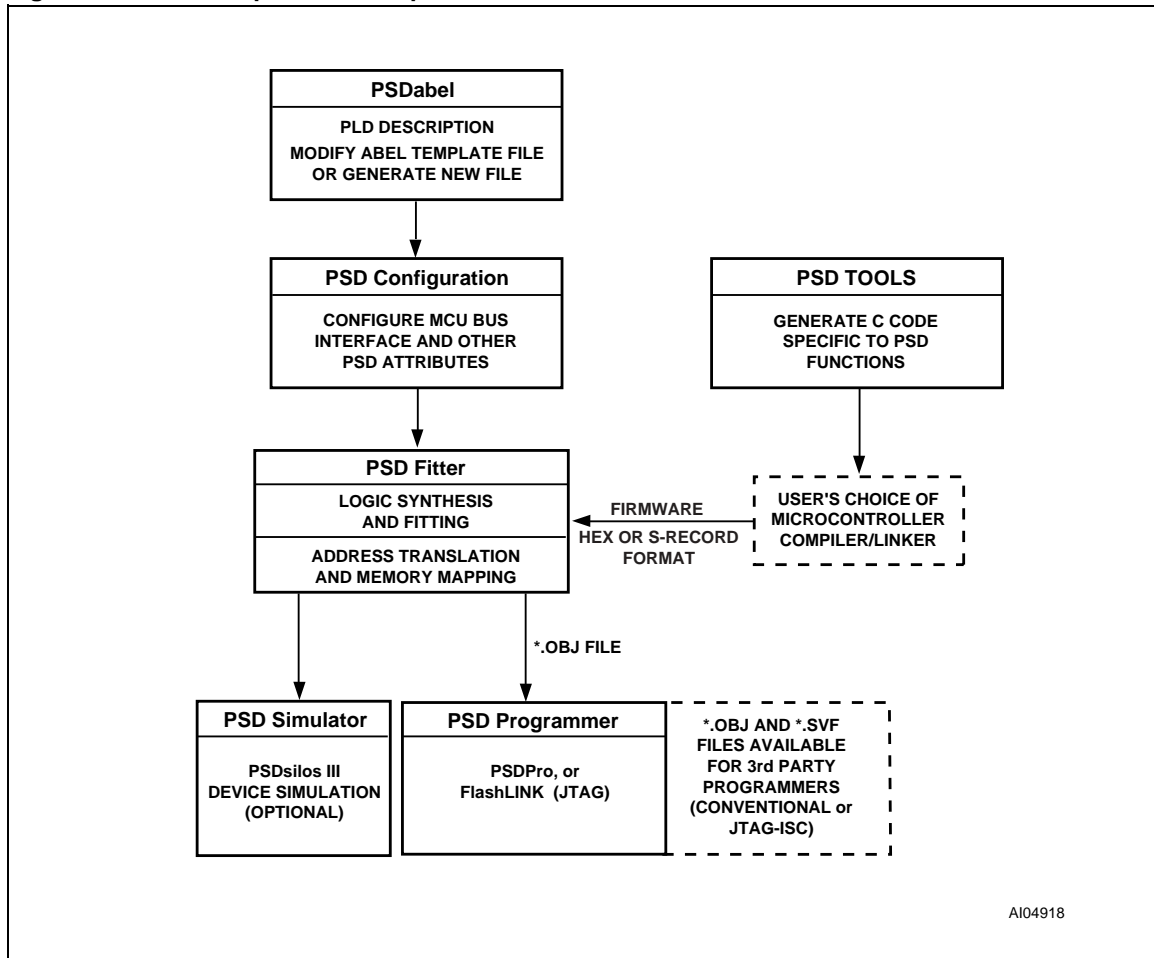 PSDabel
PLD DESCRIPTION
MODIFY ABEL TEMPLATE FILE
OR GENERATE NEW FILE
PSD Configuration
CONFIGURE MCU BUS
INTERFACE AND OTHER
PSD ATTRIBUTES
PSD TOOLS
GENERATE C CODE
SPECIFIC TO PSD
FUNCTIONS
PSD Fitter
LOGIC SYNTHESIS
AND FITTING
ADDRESS TRANSLATION
AND MEMORY MAPPING
FIRMWARE
HEX OR S-RECORD
FORMAT
USER'S CHOICE OF
MICROCONTROLLER
COMPILER/LINKER
*.OBJ FILE
PSD Simulator
PSDsilos III
DEVICE SIMULATION
(OPTIONAL)
PSD Programmer
PSDPro, or
FlashLINK (JTAG)
*.OBJ AND *.SVF
FILES AVAILABLE
FOR 3rd PARTY
PROGRAMMERS
(CONVENTIONAL or
JTAG-ISC)
AI04918